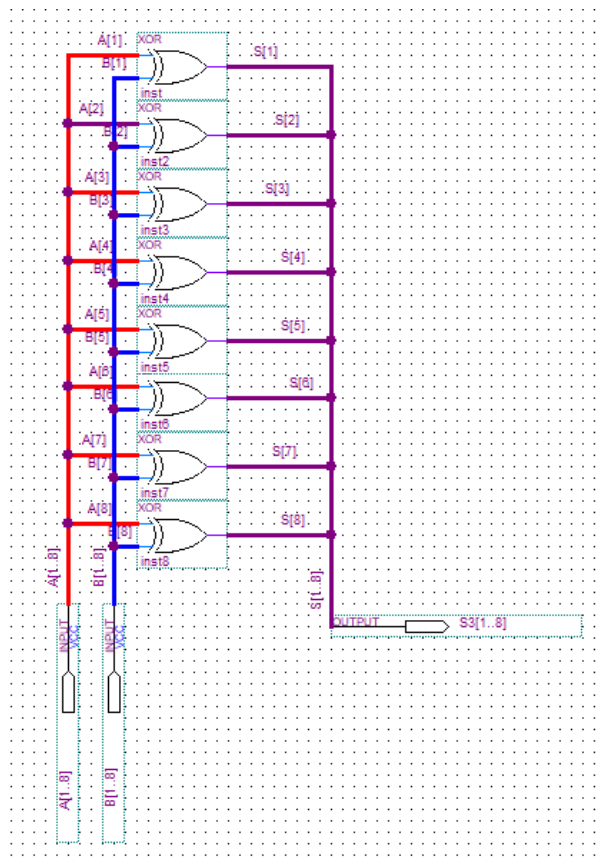 A[1]
XOR
B[1]
S[1]
inst
A[2]
XOR
B[2]
S[2]
inst2
A[3]
XOR
B[3]
S[3]
inst3
A[4]
XOR
B[4
S[4]
inst4
A[5]
XOR
B[5]
S[5]
inst5
A[6]
XOR
B[6
S[6]
inst6
A[7]
XOR
B[7]
S[7]
inst7
A[8]
XOR
B[8]
S[8]
inst8
A[1..8]
B[1..8]
S[1..8]
OUTPUT
S3[1..8]
INPUT
VCC
INPUT
VCC
A[1..8]
B[1..8]